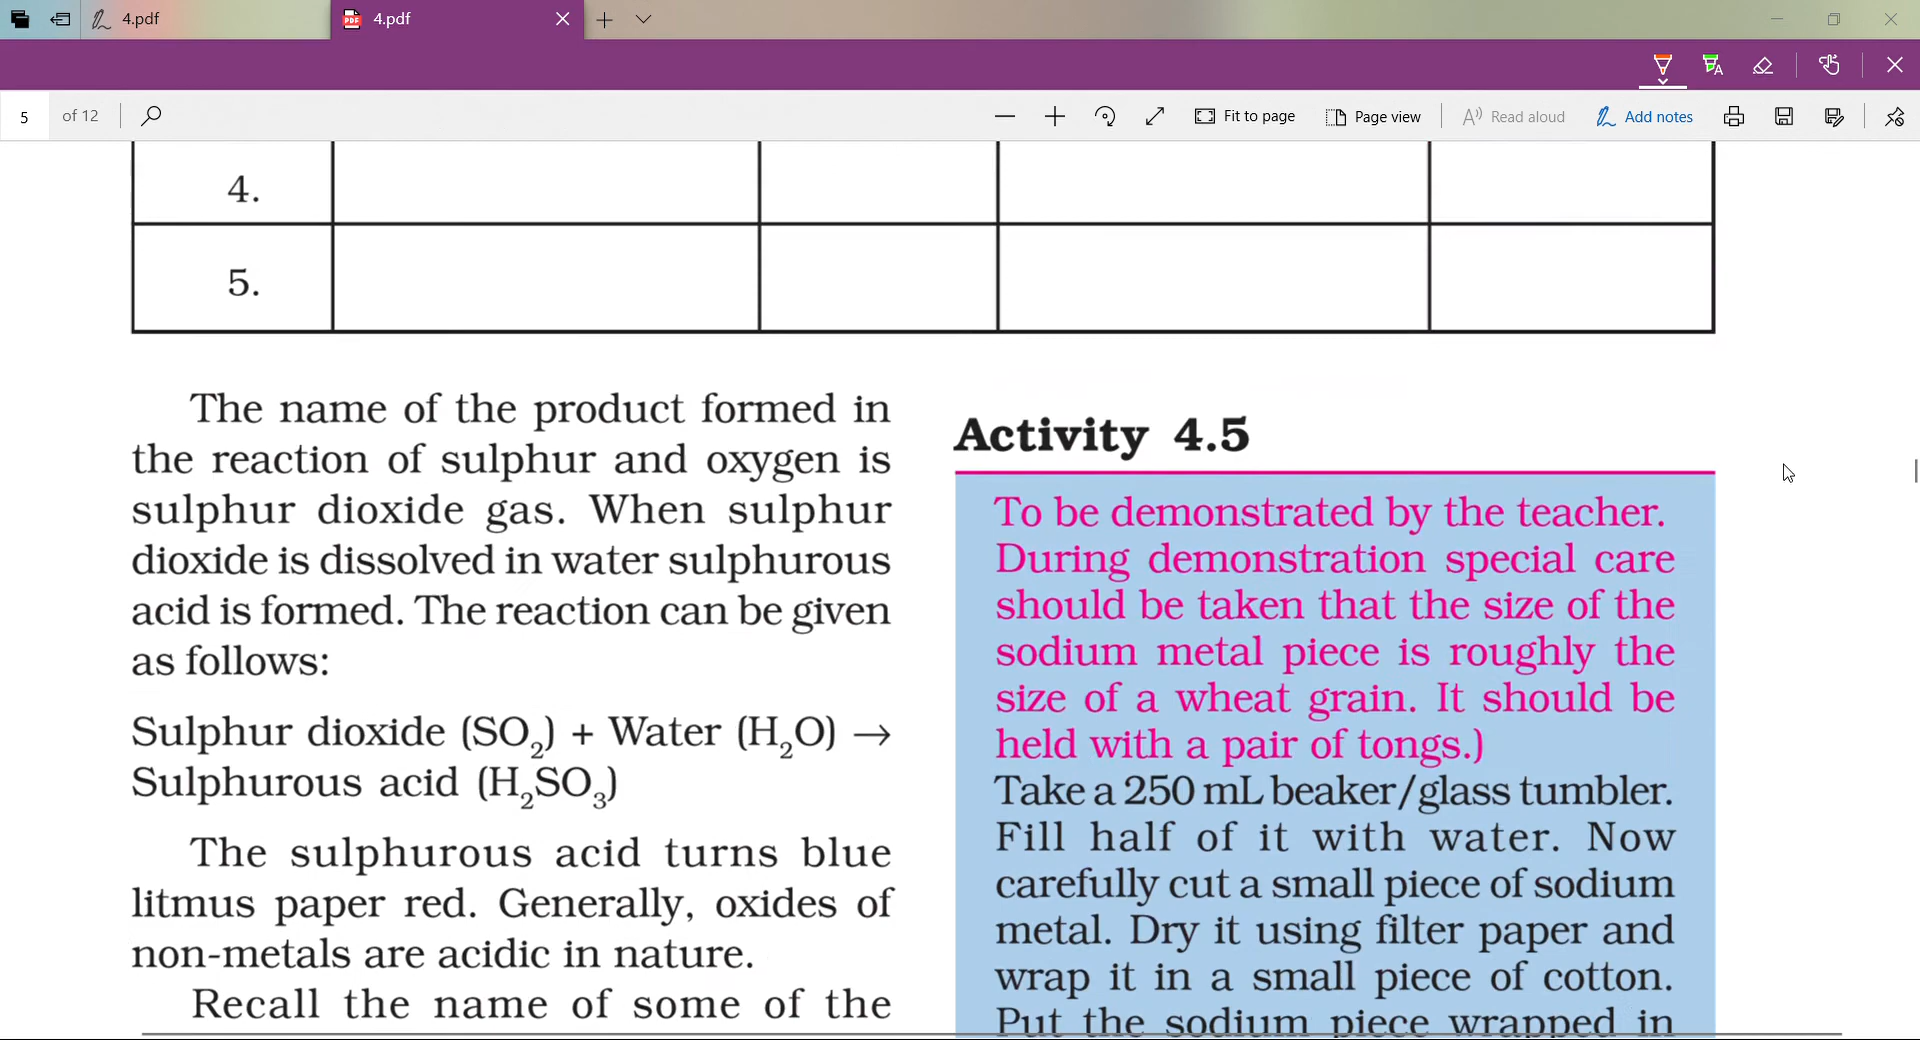 4.pdf
4.pdf
5 of 12
Fit to page
Page view
Read aloud
Add notes
4.
5.
The name of the product formed in
the reaction of sulphur and oxygen is
sulphur dioxide gas. When sulphur
dioxide is dissolved in water sulphurous
acid is formed. The reaction can be given
as follows:
Sulphur dioxide (SO₂) + Water (H₂O) →
Sulphurous acid (H₂SO₃)
The sulphurous acid turns blue
litmus paper red. Generally, oxides of
non-metals are acidic in nature.
Recall the name of some of the
Activity 4.5
To be demonstrated by the teacher.
During demonstration special care
should be taken that the size of the
sodium metal piece is roughly the
size of a wheat grain. It should be
held with a pair of tongs.)
Take a 250 mL beaker/glass tumbler.
Fill half of it with water. Now
carefully cut a small piece of sodium
metal. Dry it using filter paper and
wrap it in a small piece of cotton.
Put the sodium piece wrapped in